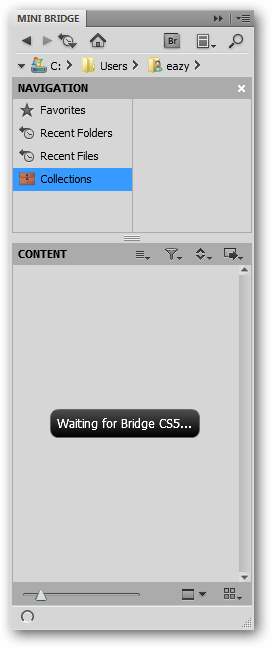 MINI BRIDGE
Br
C: Users eazy
NAVIGATION
Favorites
Recent Folders
Recent Files
Collections
CONTENT
Waiting for Bridge CS5...